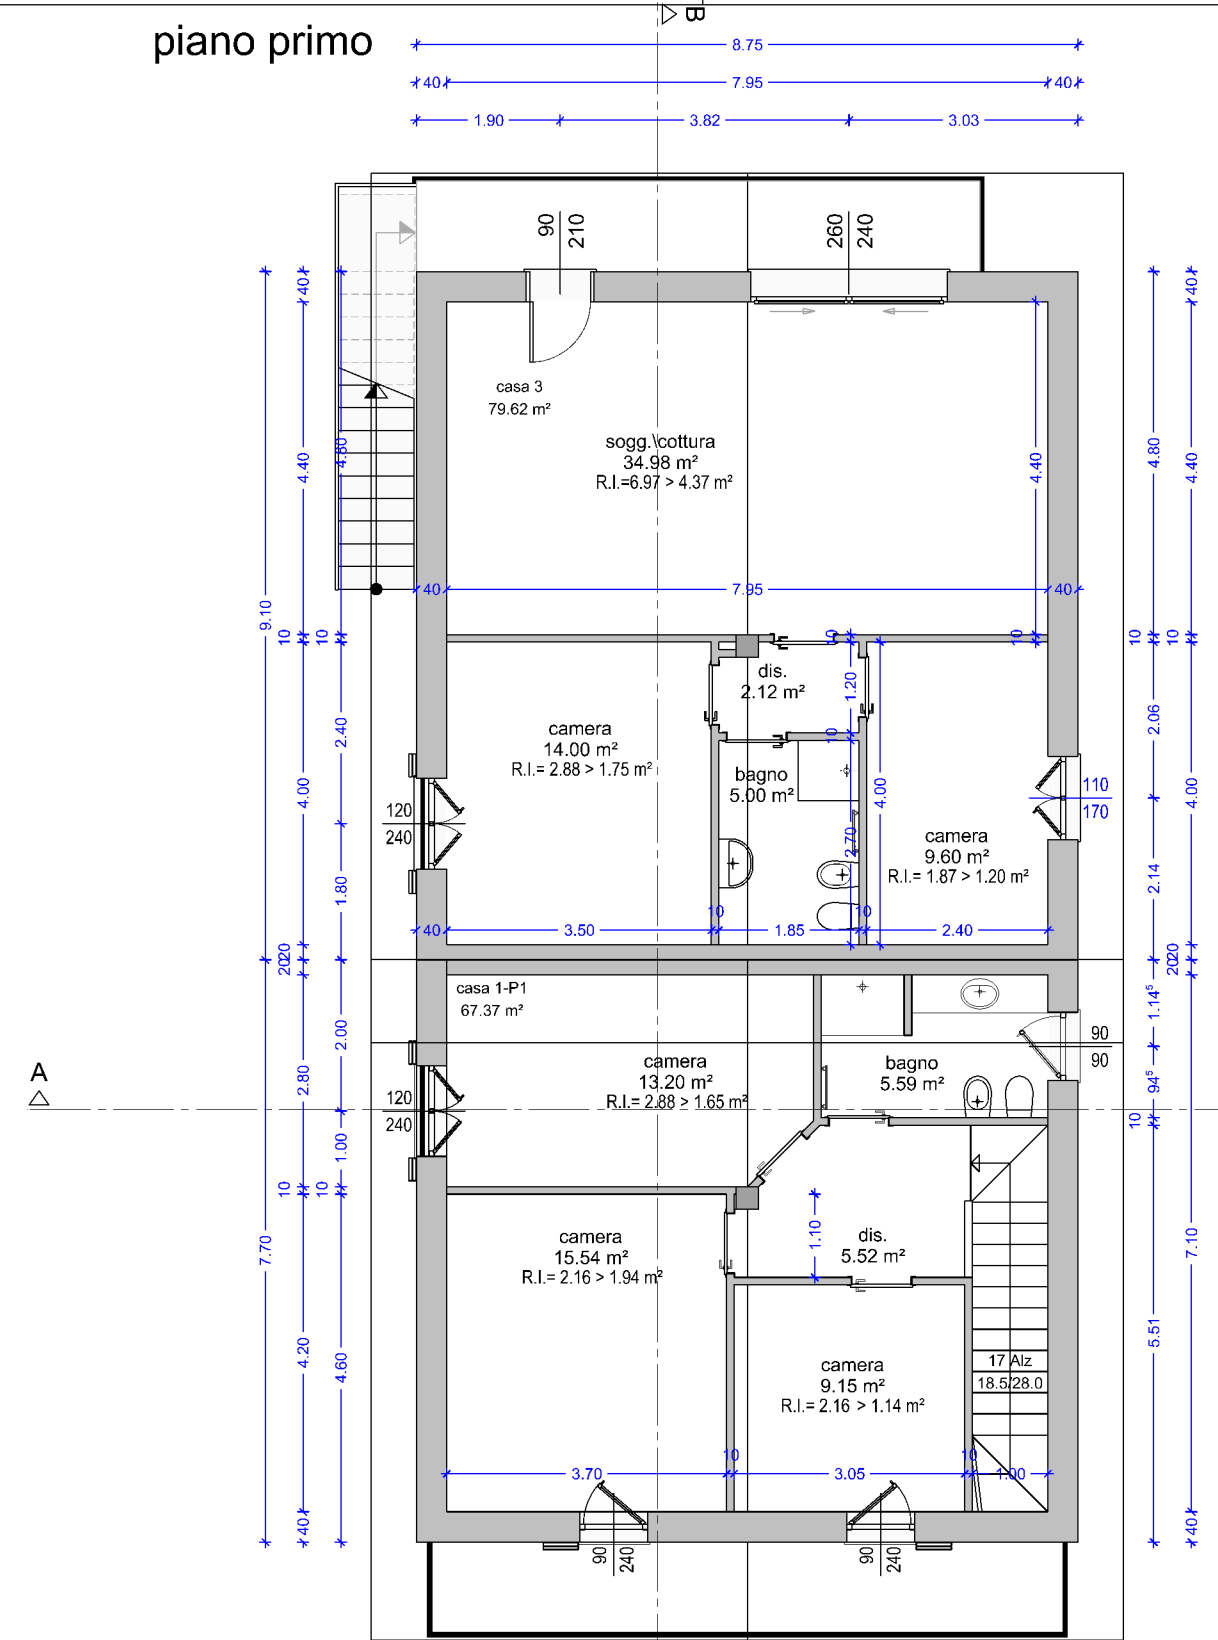 B
piano primo
8.75
40
7.95
40
1.90
3.82
3.03
90
210
260
240
40
40
40
40
casa 3
79.62 m²
sogg.\cottura
34.98 m²
R.I.=6.97 > 4.37 m²
4.40
4.80
4.40
4.80
4.40
40
7.95
40
9.10
10
10
10
10
10
10
dis.
2.12 m²
1.20
camera
14.00 m²
R.I.= 2.88 > 1.75 m²
2.40
4.00
2.06
10
bagno
5.00 m²
4.00
110
170
4.00
120
240
2.70
camera
9.60 m²
R.I.= 1.87 > 1.20 m²
1.80
2.14
10
10
40
3.50
1.85
2.40
2020
2020
casa 1-P1
67.37 m²
1.14⁵
2.00
90
90
A
2.80
camera
13.20 m²
R.I.= 2.88 > 1.65 m²
bagno
5.59 m²
94⁵
120
240
1.00
10
10
10
7.70
1.10
camera
15.54 m²
R.I.= 2.16 > 1.94 m²
dis.
5.52 m²
7.10
4.20
4.60
5.51
camera
9.15 m²
R.I.= 2.16 > 1.14 m²
17 Alz
18.5/28.0
10
10
3.70
3.05
1.00
40
40
90
240
90
240